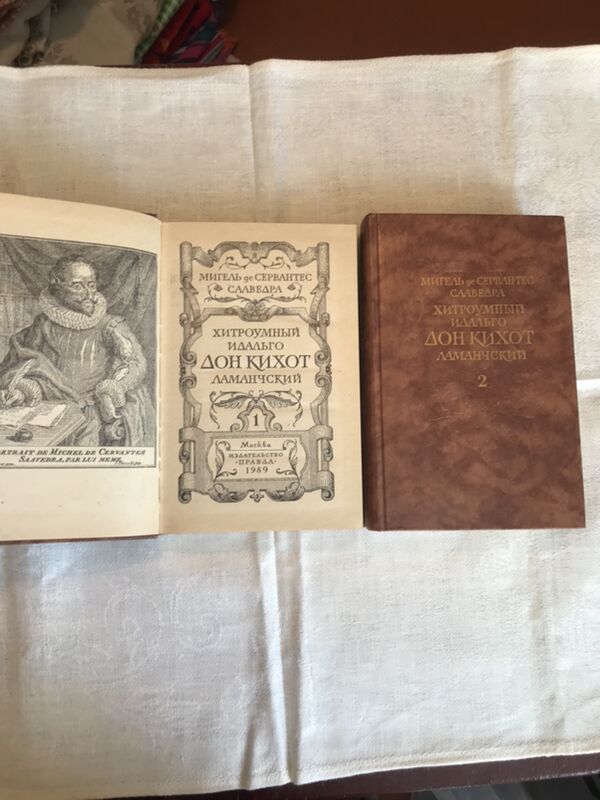 PORTRAIT DE MICHEL DE CERVANTES
SAAVEDRA, PAR LUI MEME.
МИГЕЛЬ де СЕРВАНТЕС
СААВЕДРА
ХИТРОУМНЫЙ
ИДАЛЬГО
ДОН КИХОТ
ЛАМАНЧСКИЙ
1
Москва
ИЗДАТЕЛЬСТВО
·ПРАВДА·
1989
МИГЕЛЬ де СЕРВАНТЕС
СААВЕДРА
ХИТРОУМНЫЙ
ИДАЛЬГО
ДОН КИХОТ
ЛАМАНЧСКИЙ
2